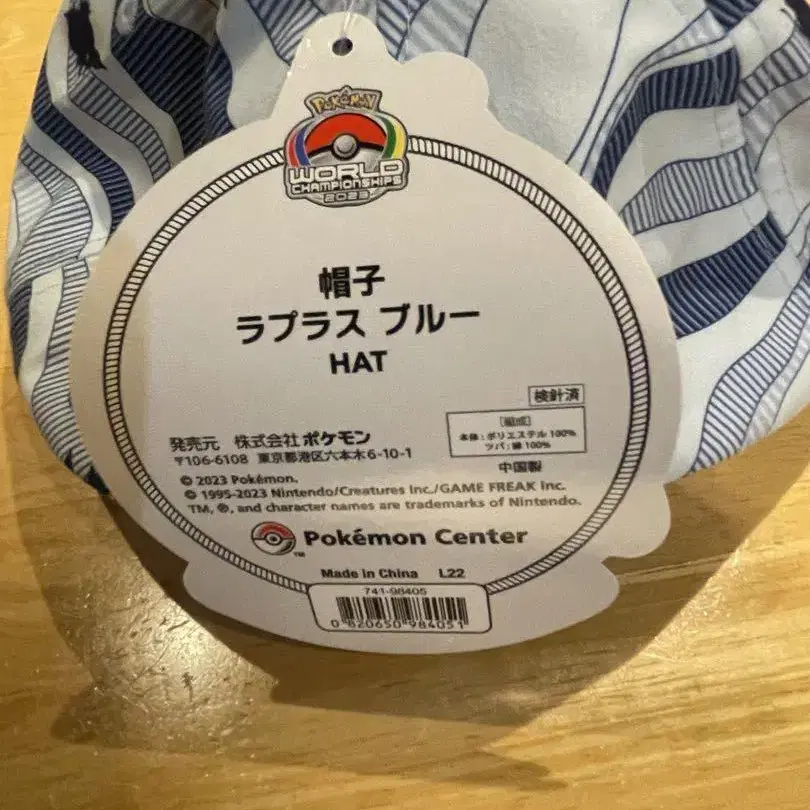 POKéMON
WORLD
CHAMPIONSHIPS
2023
帽子
ラプラス ブルー
HAT
検針済
組成
本体:ポリエステル 100%
ツバ:綿 100%
中国製
発売元 株式会社ポケモン
〒106-6108 東京都港区六本木6-10-1
© 2023 Pokémon.
© 1995-2023 Nintendo/Creatures Inc./GAME FREAK Inc.
TM, ®, and character names are trademarks of Nintendo.
Pokémon Center
TM
Made in China L22
741-98405
0 820650 984051